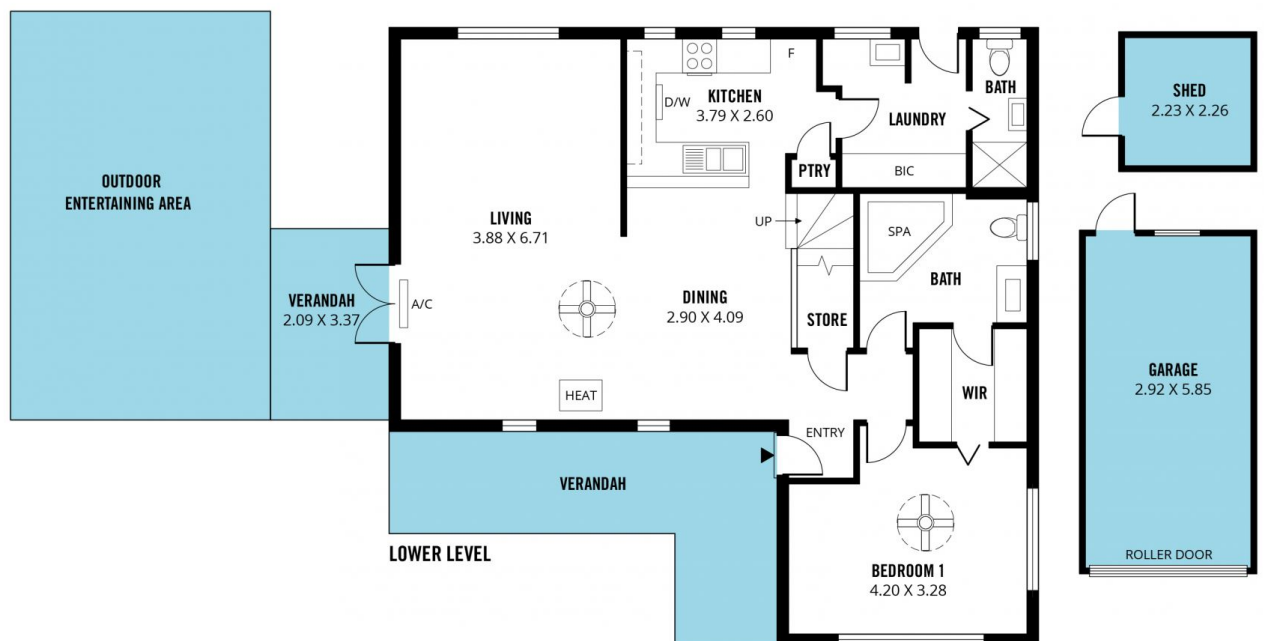 OUTDOOR
ENTERTAINING AREA
VERANDAH
2.09 X 3.37
A/C
LIVING
3.88 X 6.71
HEAT
KITCHEN
3.79 X 2.60
D/W
F
PTRY
LAUNDRY
BIC
BATH
UP
DINING
2.90 X 4.09
STORE
SPA
BATH
WIR
ENTRY
VERANDAH
LOWER LEVEL
BEDROOM 1
4.20 X 3.28
SHED
2.23 X 2.26
GARAGE
2.92 X 5.85
ROLLER DOOR